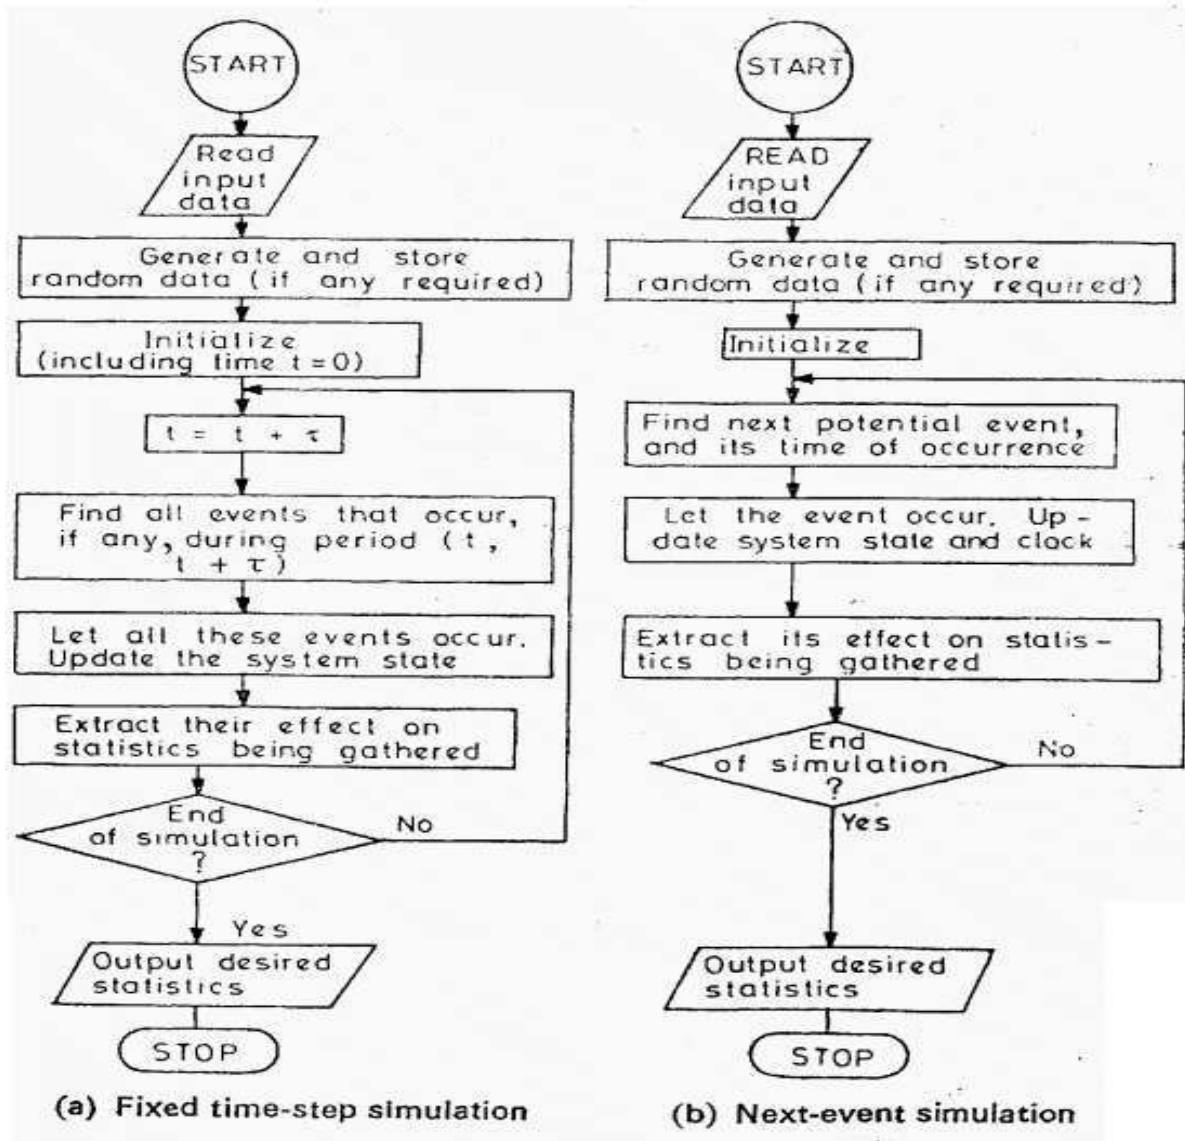 START
Read
input
data
Generate and store
random data (if any required)
Initialize
(including time t=0)
t = t + τ
Find all events that occur,
if any, during period (t,
t + τ)
Let all these events occur.
Update the system state
Extract their effect on
statistics being gathered
End
of simulation
?
No
Yes
Output desired
statistics
STOP
(a) Fixed time-step simulation
START
READ
input
data
Generate and store
random data (if any required)
Initialize
Find next potential event,
and its time of occurrence
Let the event occur. Up-
date system state and clock
Extract its effect on statis-
tics being gathered
End
of simulation
?
No
Yes
Output desired
statistics
STOP
(b) Next-event simulation